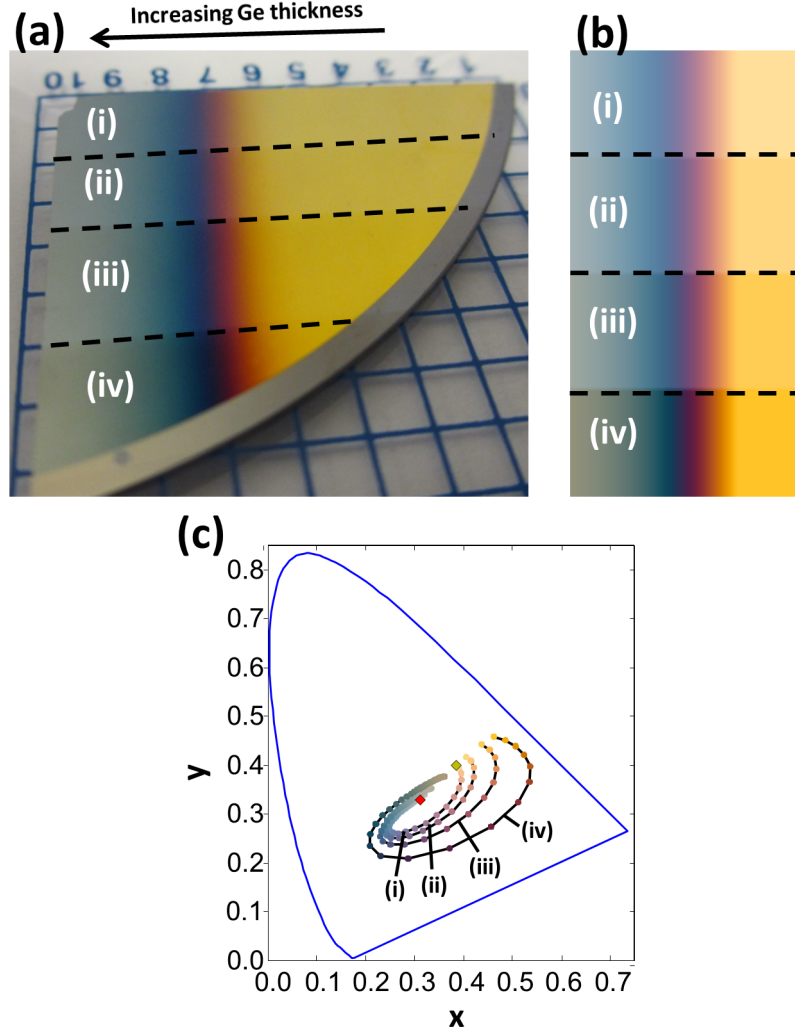 Increasing Ge thickness
(a)
10 9 8 7 6 5 4 3 2 1
(i)
(ii)
(iii)
(iv)
(b)
(i)
(ii)
(iii)
(iv)
(c)
0.8
0.7
0.6
0.5
0.4
0.3
0.2
0.1
0.0
y
(i)
(ii)
(iii)
(iv)
0.0 0.1 0.2 0.3 0.4 0.5 0.6 0.7
x